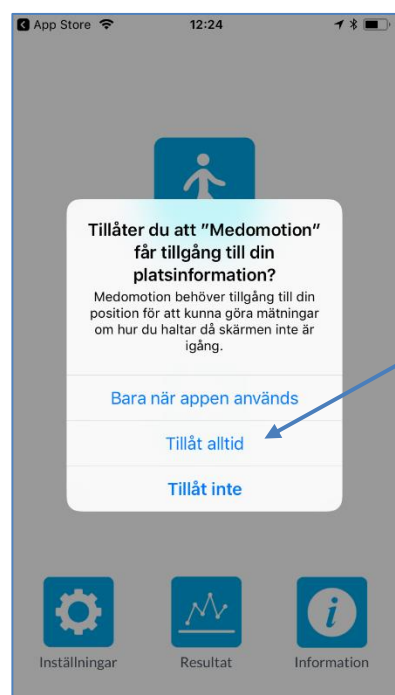 App Store 12:24
Tillåter du att ”Medomotion”
får tillgång till din
platsinformation?
Medomotion behöver tillgång till din
position för att kunna göra mätningar
om hur du haltar då skärmen inte är
igång.
Bara när appen används
Tillåt alltid
Tillåt inte
Inställningar Resultat Information